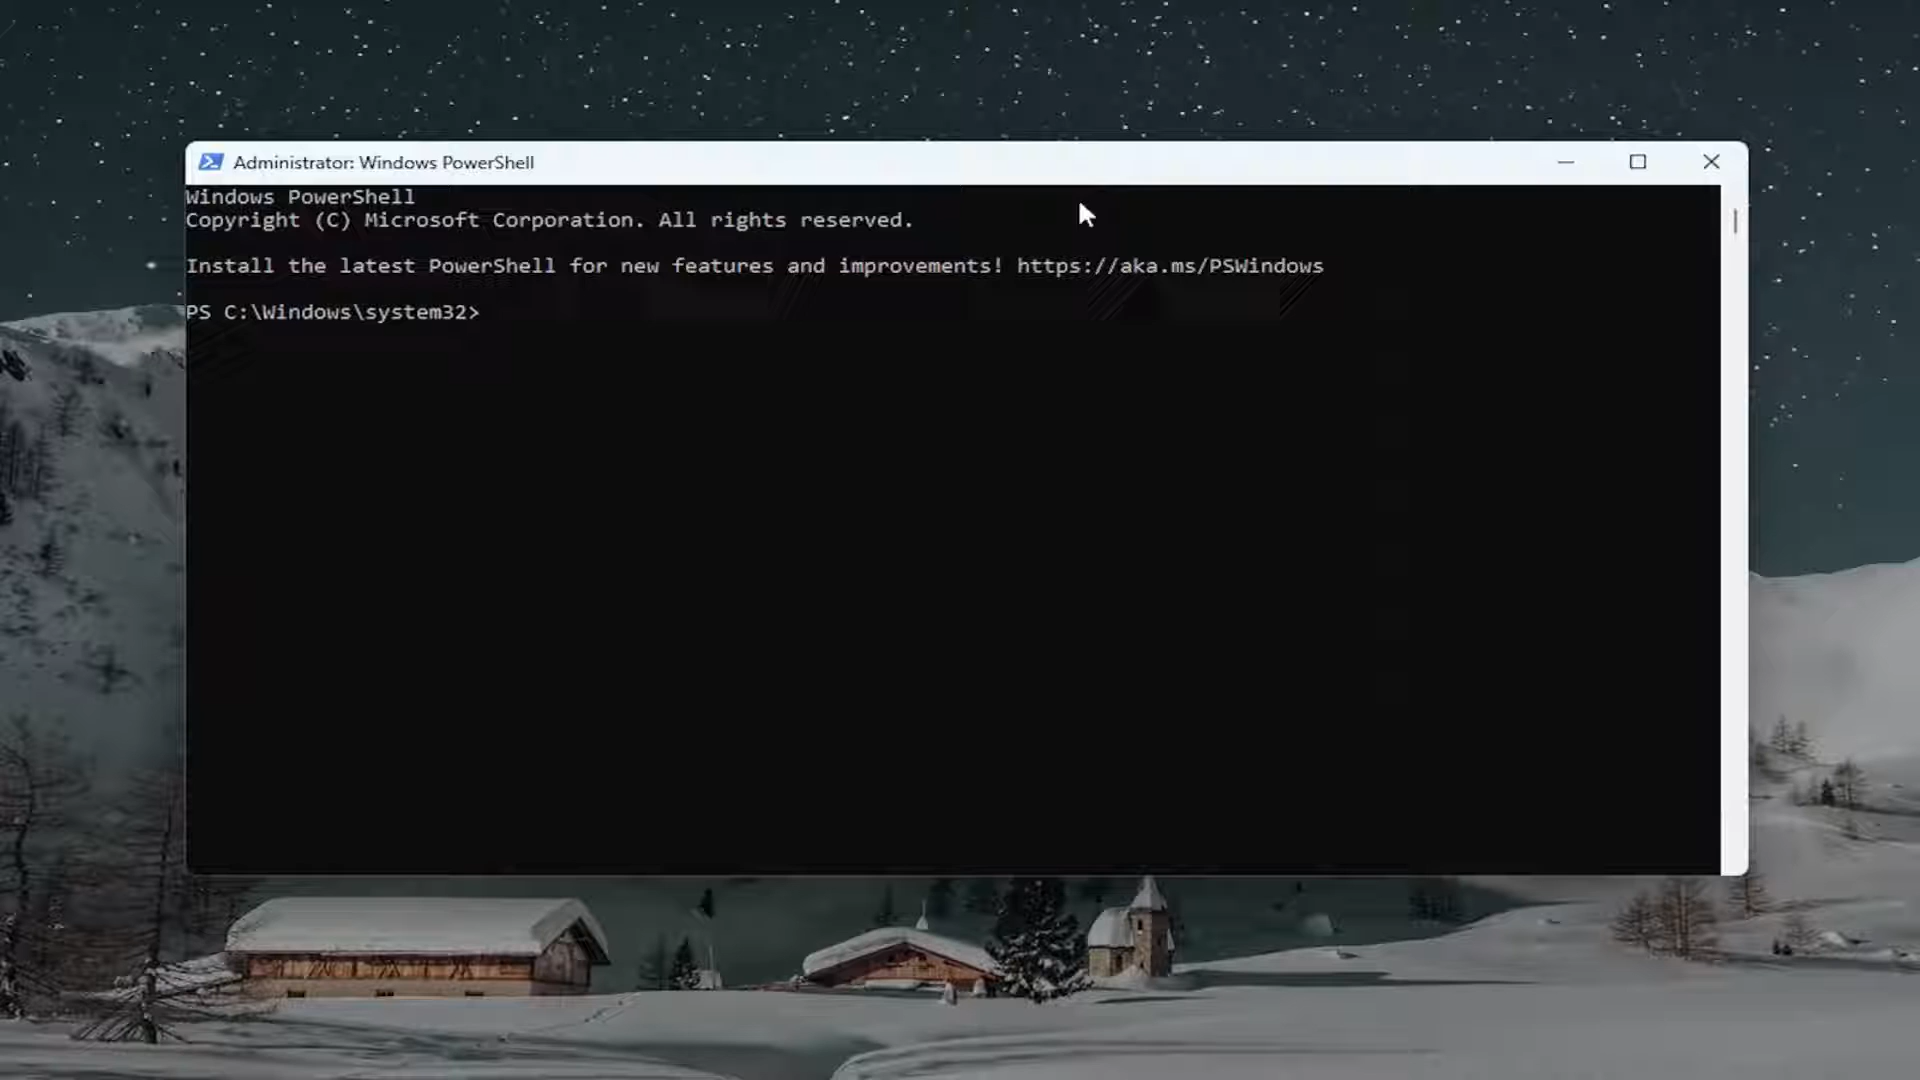 Administrator: Windows PowerShell
Windows PowerShell
Copyright (C) Microsoft Corporation. All rights reserved.
Install the latest PowerShell for new features and improvements! https://aka.ms/PSWindows
PS C:\Windows\system32>